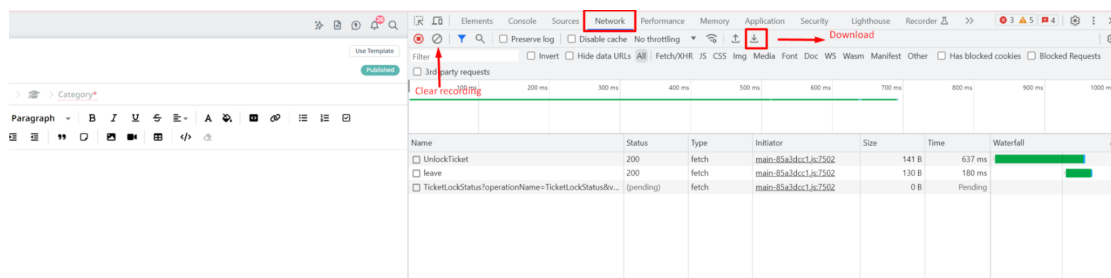 Elements Console Sources Network Performance Memory Application Security Lighthouse Recorder >> 3 5 4
Preserve log Disable cache No throttling Download
Use Template
Filter Invert Hide data URLs All Fetch/XHR JS CSS Img Media Font Doc WS Wasm Manifest Other Has blocked cookies Blocked Requests
Published
3rd-party requests
Category*
Clear recording
100 ms 200 ms 300 ms 400 ms 500 ms 600 ms 700 ms 800 ms 900 ms 1000 m
Paragraph B I U S A
Name Status Type Initiator Size Time Waterfall
UnlockTicket 200 fetch main-85a3dcc1.js:7502 141 B 637 ms
leave 200 fetch main-85a3dcc1.js:7502 130 B 180 ms
TicketLockStatus?operationName=TicketLockStatus&v... (pending) fetch main-85a3dcc1.js:7502 0 B Pending